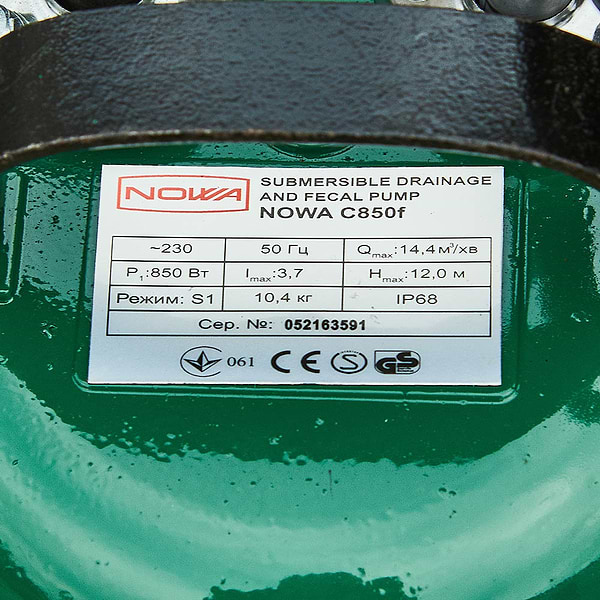 NOWA
SUBMERSIBLE DRAINAGE
AND FECAL PUMP
NOWA C850f
~230 50 Гц Qmax:14,4м³/хв
P1:850 Вт Imax:3,7 Hmax:12,0 м
Режим: S1 10,4 кг IP68
Сер. №: 052163591
061 CE S GS